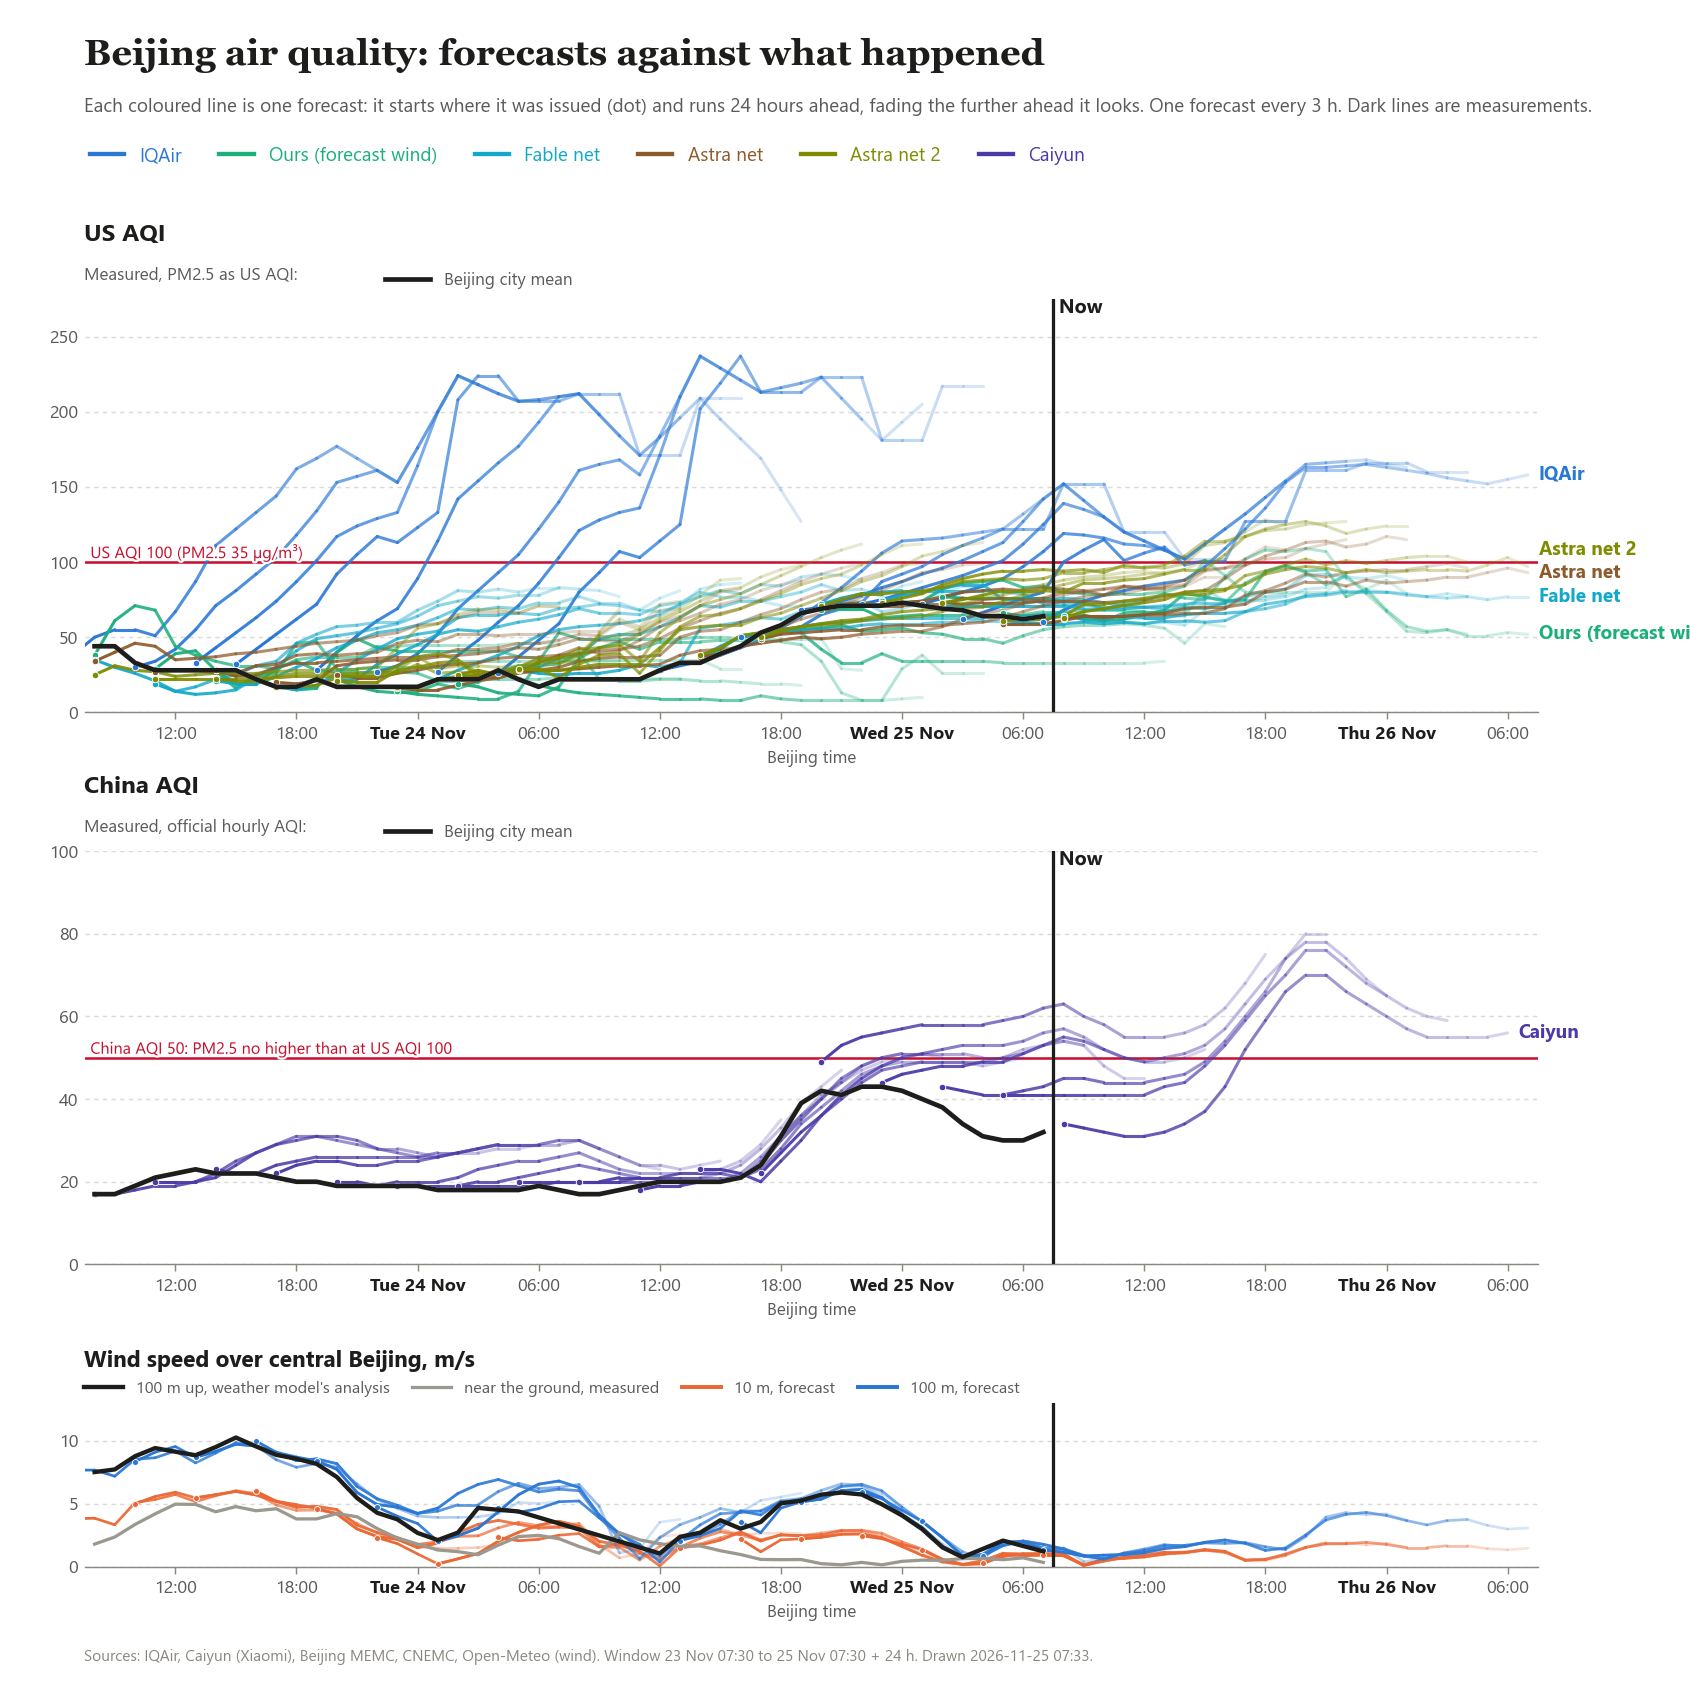 Beijing air quality: forecasts against what happened
Each coloured line is one forecast: it starts where it was issued (dot) and runs 24 hours ahead, fading the further ahead it looks. One forecast every 3 h. Dark lines are measurements.
IQAir Ours (forecast wind) Fable net Astra net Astra net 2 Caiyun
US AQI
Measured, PM2.5 as US AQI: Beijing city mean
Now
250
200
150
100
50
0
US AQI 100 (PM2.5 35 µg/m³)
IQAir
Astra net 2
Astra net
Fable net
Ours (forecast wi
12:00 18:00 Tue 24 Nov 06:00 12:00 18:00 Wed 25 Nov 06:00 12:00 18:00 Thu 26 Nov 06:00
Beijing time
China AQI
Measured, official hourly AQI: Beijing city mean
Now
100
80
60
40
20
0
China AQI 50: PM2.5 no higher than at US AQI 100
Caiyun
12:00 18:00 Tue 24 Nov 06:00 12:00 18:00 Wed 25 Nov 06:00 12:00 18:00 Thu 26 Nov 06:00
Beijing time
Wind speed over central Beijing, m/s
100 m up, weather model's analysis near the ground, measured 10 m, forecast 100 m, forecast
10
5
0
12:00 18:00 Tue 24 Nov 06:00 12:00 18:00 Wed 25 Nov 06:00 12:00 18:00 Thu 26 Nov 06:00
Beijing time
Sources: IQAir, Caiyun (Xiaomi), Beijing MEMC, CNEMC, Open-Meteo (wind). Window 23 Nov 07:30 to 25 Nov 07:30 + 24 h. Drawn 2026-11-25 07:33.